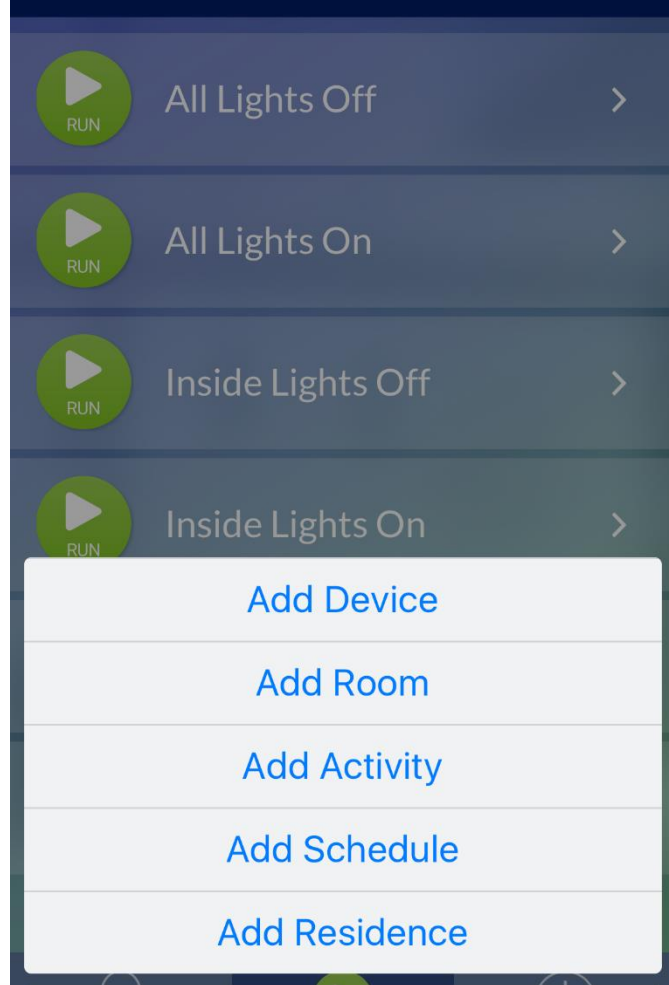 All Lights Off
RUN
All Lights On
RUN
Inside Lights Off
RUN
Inside Lights On
RUN
Add Device
Add Room
Add Activity
Add Schedule
Add Residence